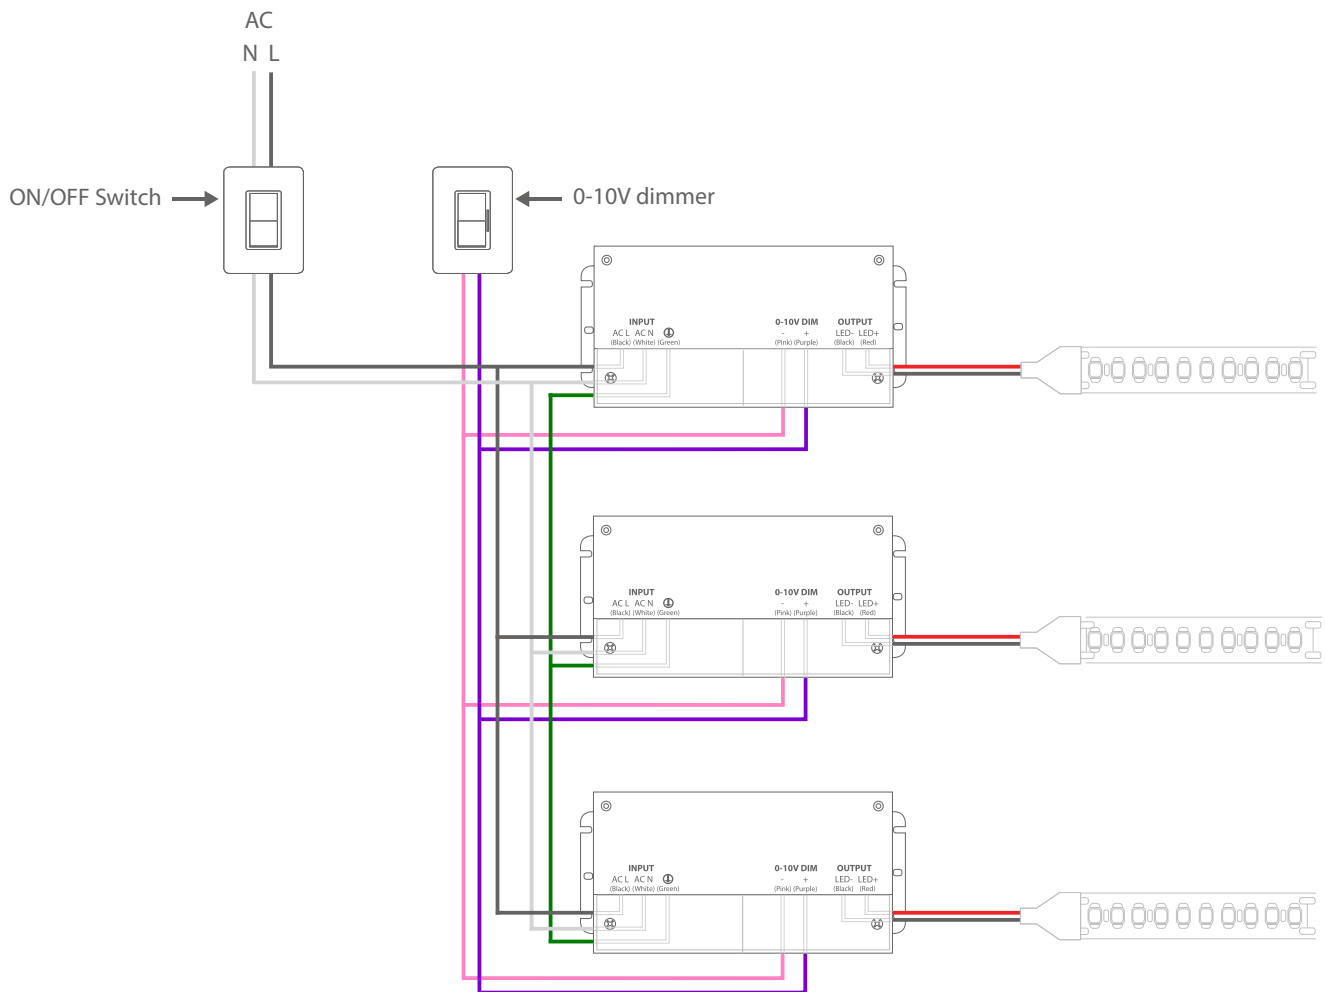 AC
N L
ON/OFF Switch
0-10V dimmer
INPUT 0-10V DIM OUTPUT
AC L AC N - + LED- LED+
(Black) (White) (Green) (Pink) (Purple) (Black) (Red)
INPUT 0-10V DIM OUTPUT
AC L AC N - + LED- LED+
(Black) (White) (Green) (Pink) (Purple) (Black) (Red)
INPUT 0-10V DIM OUTPUT
AC L AC N - + LED- LED+
(Black) (White) (Green) (Pink) (Purple) (Black) (Red)